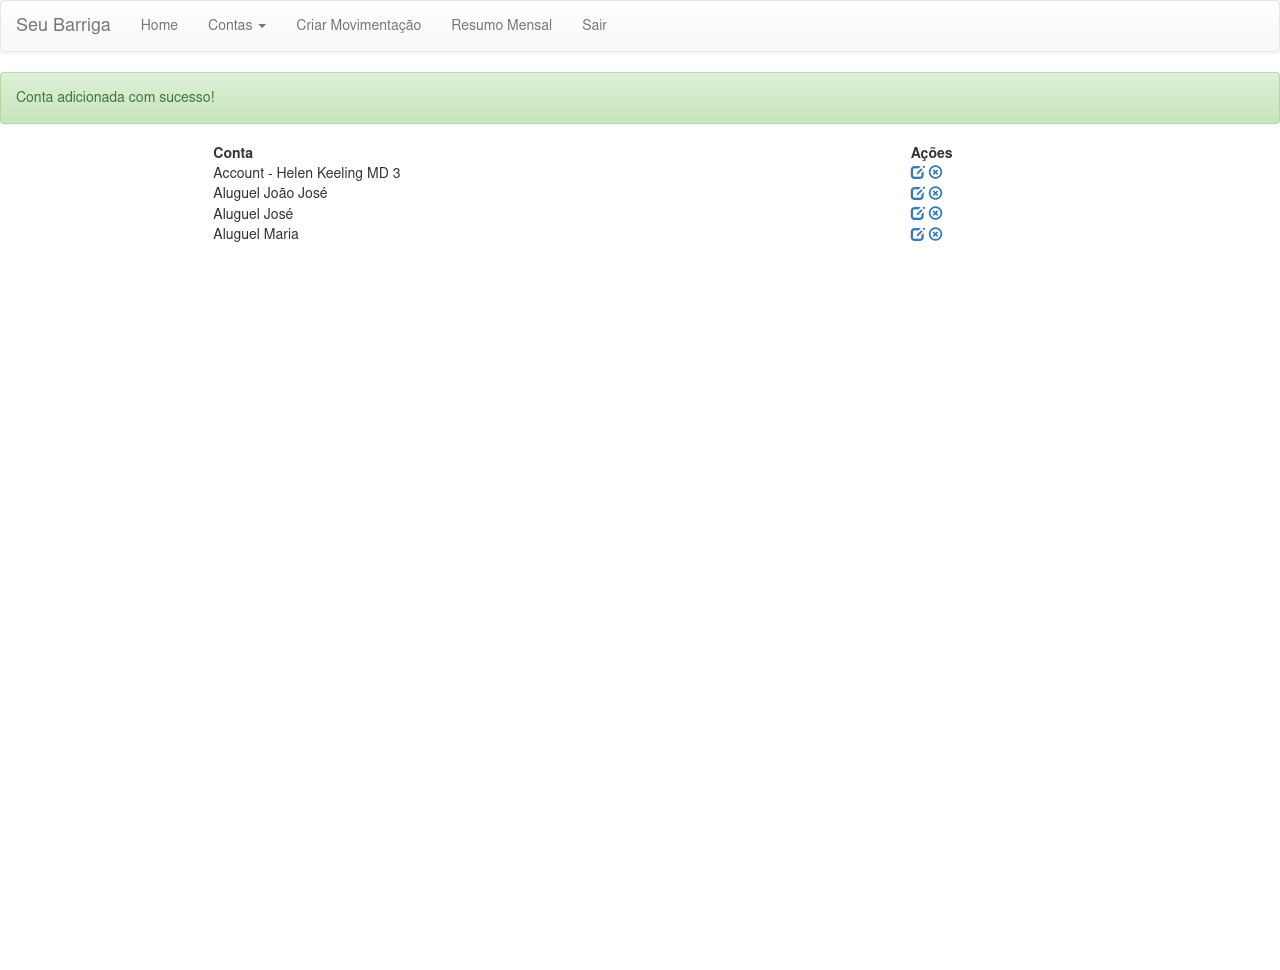 Seu Barriga Home Contas Criar Movimentação Resumo Mensal Sair
Conta adicionada com sucesso!
Conta Ações
Account - Helen Keeling MD 3
Aluguel João José
Aluguel José
Aluguel Maria